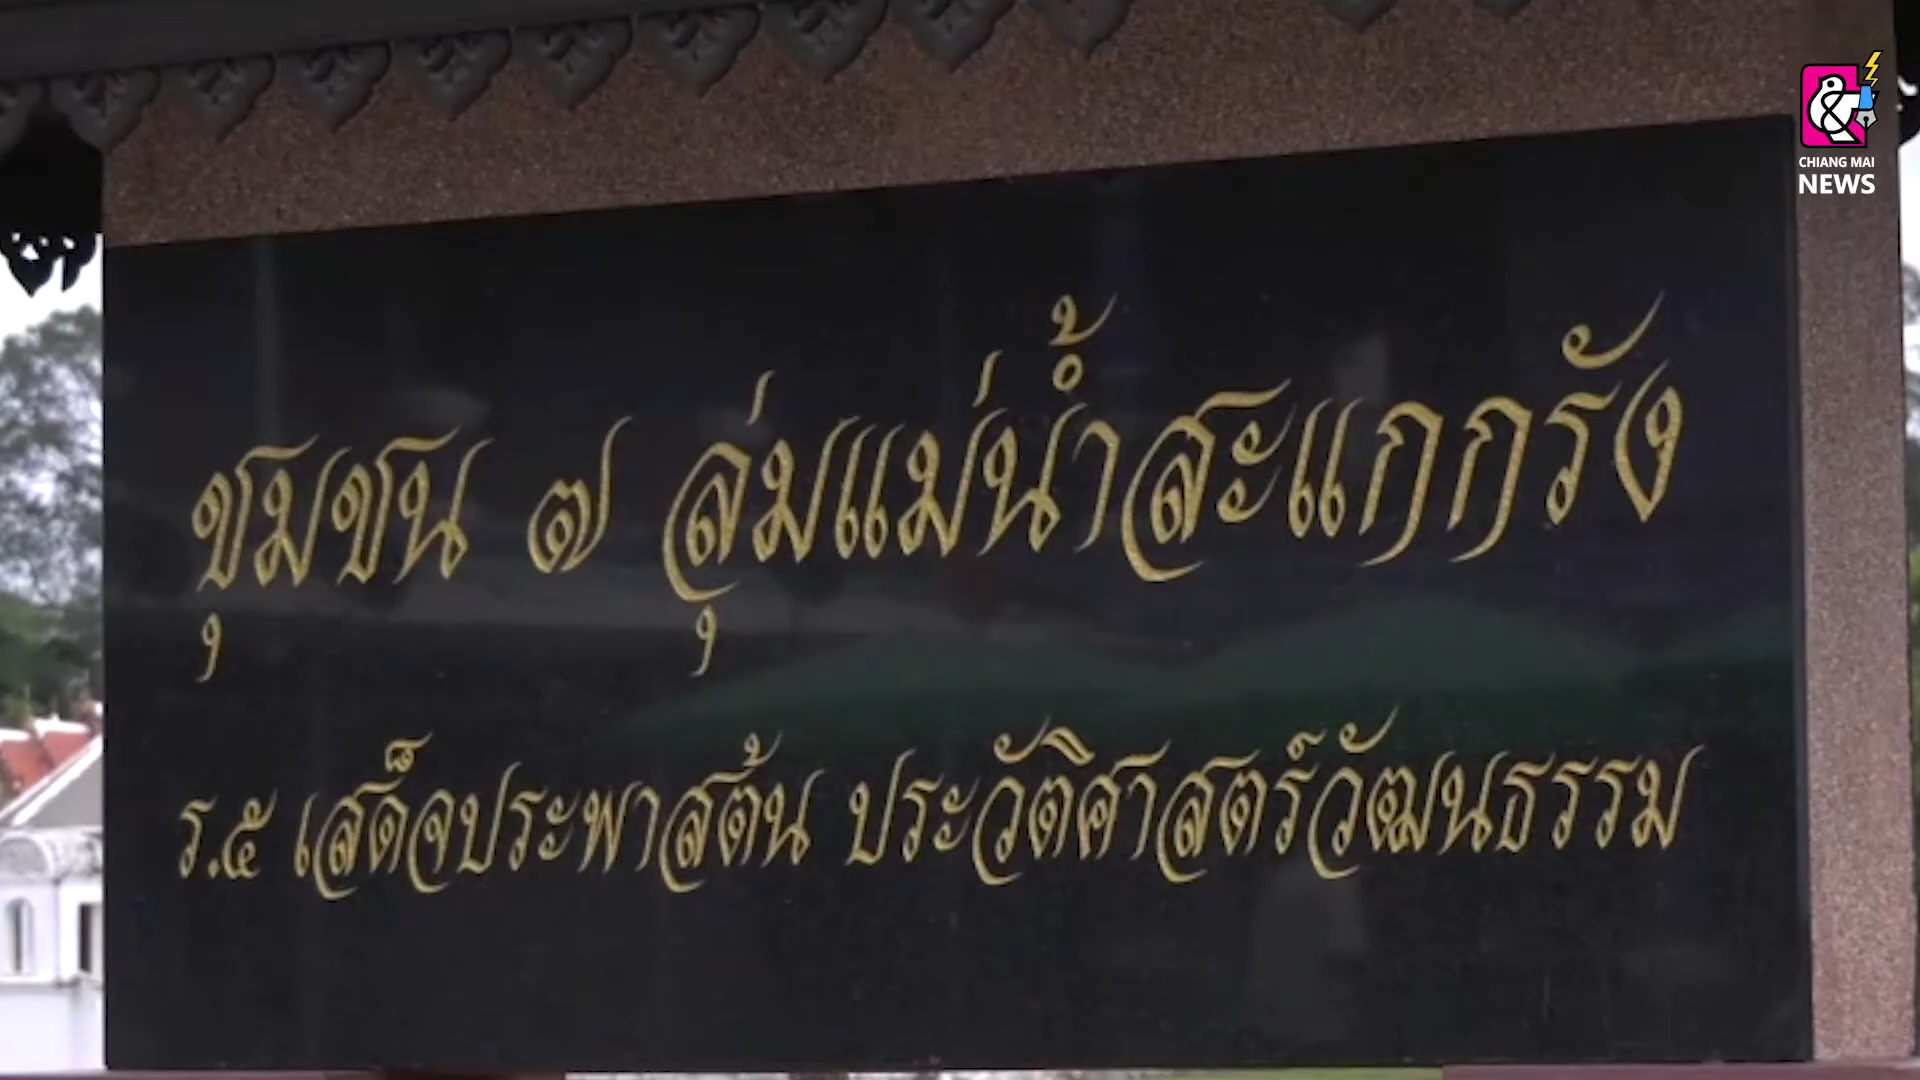 CHIANG MAI
NEWS
ชุมชน ๗ ลุ่มแม่น้ำสะแกกรัง
ร.๕ เสด็จประพาสต้น ประวัติศาสตร์วัฒนธรรม